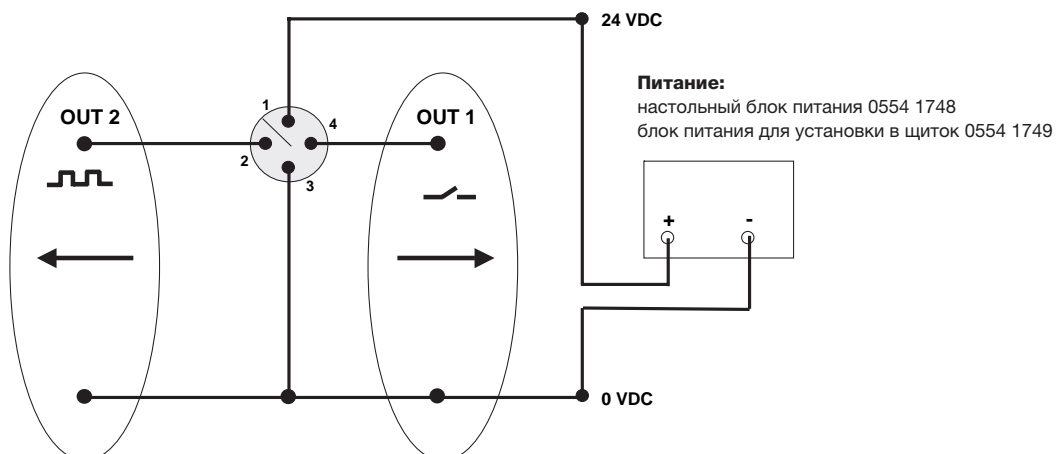 24 VDC
Питание:
настольный блок питания 0554 1748
блок питания для установки в щиток 0554 1749
OUT 2
1
4
OUT 1
2
3
+
-
0 VDC